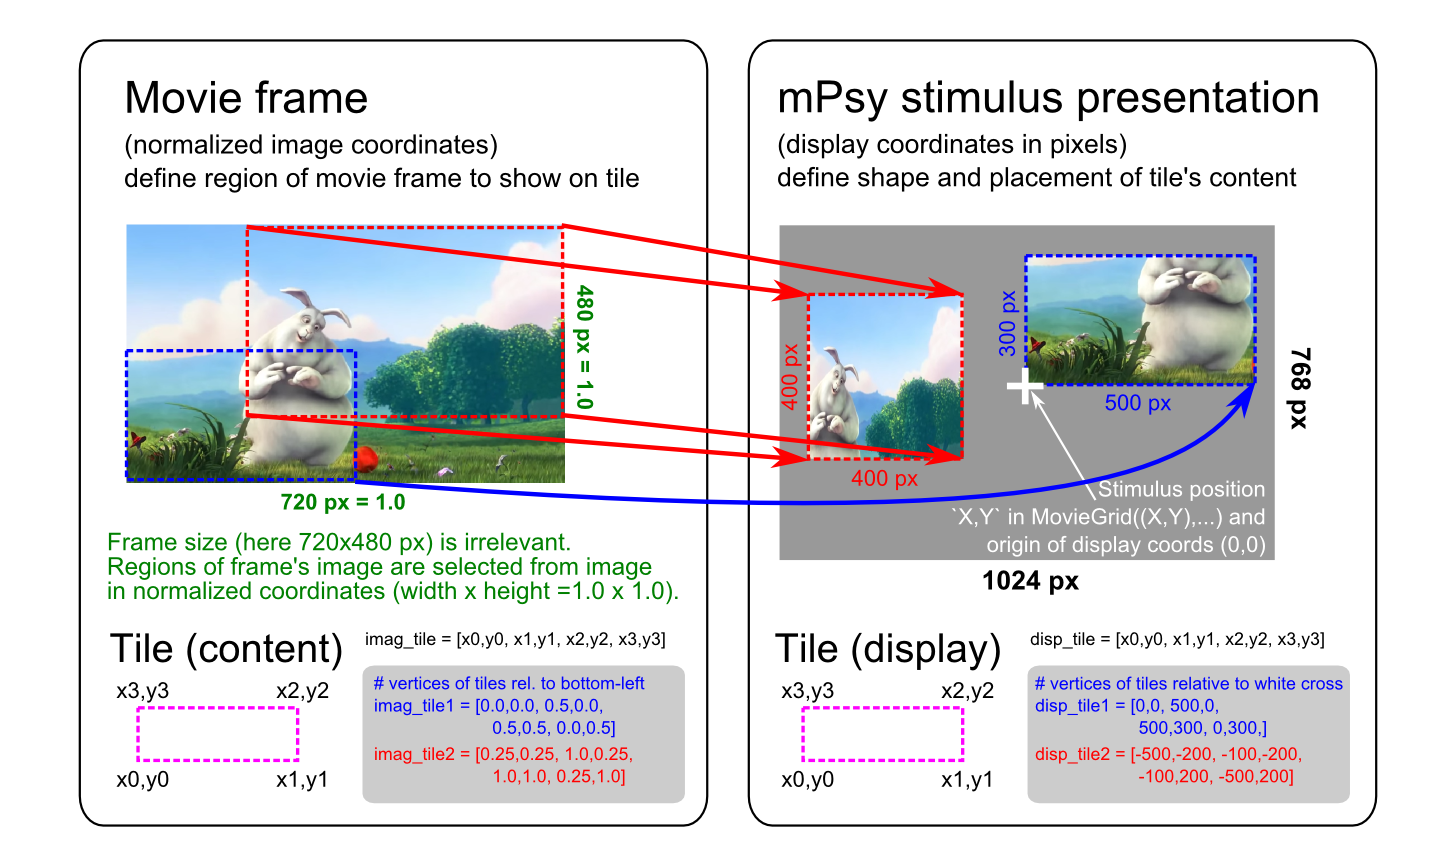 Movie frame
(normalized image coordinates)
define region of movie frame to show on tile
480 px = 1.0
720 px = 1.0
Frame size (here 720x480 px) is irrelevant.
Regions of frame's image are selected from image
in normalized coordinates (width x height =1.0 x 1.0).
Tile (content)
x3,y3
x2,y2
x0,y0
x1,y1
imag_tile = [x0,y0, x1,y1, x2,y2, x3,y3]
# vertices of tiles rel. to bottom-left
imag_tile1 = [0.0,0.0, 0.5,0.0,
0.5,0.5, 0.0,0.5]
imag_tile2 = [0.25,0.25, 1.0,0.25,
1.0,1.0, 0.25,1.0]
mPsy stimulus presentation
(display coordinates in pixels)
define shape and placement of tile's content
400 px
400 px
300 px
500 px
768 px
Stimulus position
`X,Y` in MovieGrid((X,Y),...) and
origin of display coords (0,0)
1024 px
Tile (display)
x3,y3
x2,y2
x0,y0
x1,y1
disp_tile = [x0,y0, x1,y1, x2,y2, x3,y3]
# vertices of tiles relative to white cross
disp_tile1 = [0,0, 500,0,
500,300, 0,300,]
disp_tile2 = [-500,-200, -100,-200,
-100,200, -500,200]